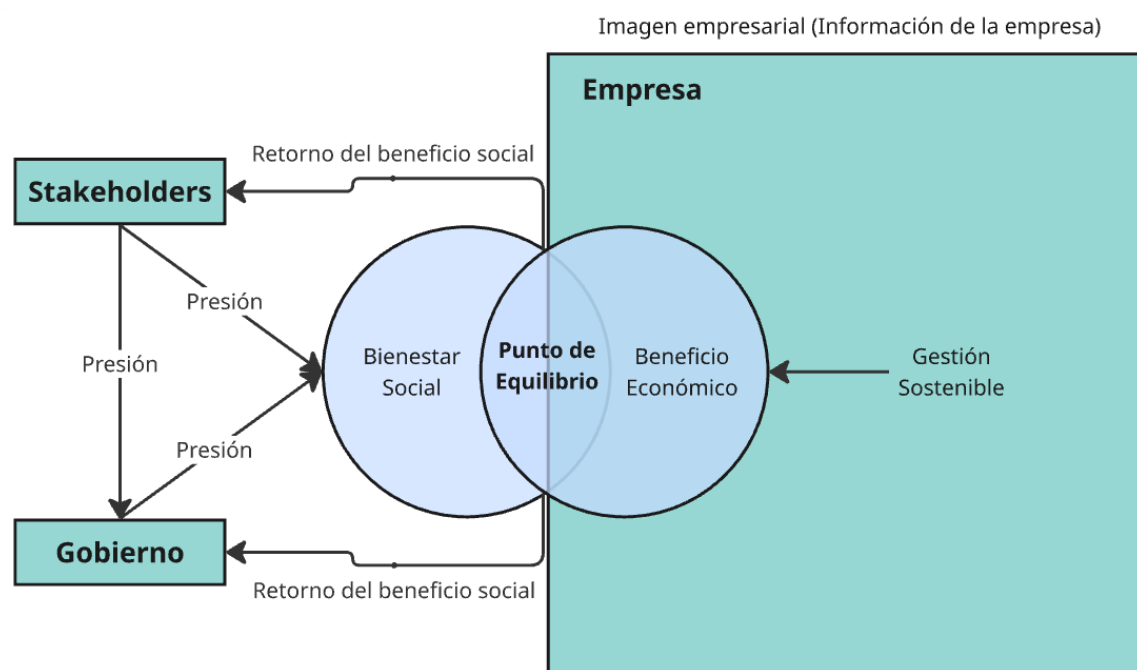 Imagen empresarial (Información de la empresa)
Empresa
Retorno del beneficio social
Stakeholders
Presión
Presión
Bienestar
Social
Punto de
Equilibrio
Beneficio
Económico
Gestión
Sostenible
Presión
Gobierno
Retorno del beneficio social